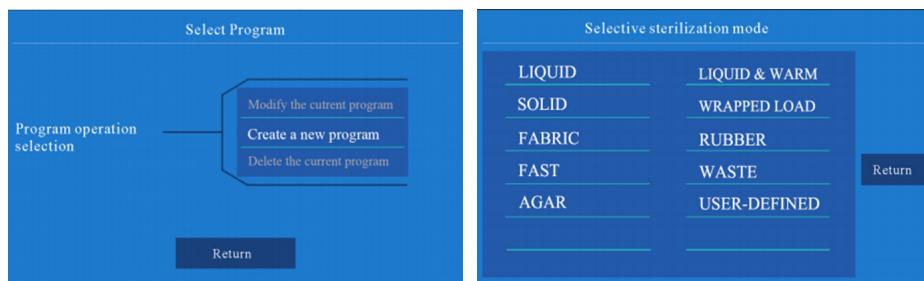 Select Program
Program operation
selection
Modify the cutrent program
Create a new program
Delete the current program
Return
Selective sterilization mode
LIQUID
LIQUID & WARM
SOLID
WRAPPED LOAD
FABRIC
RUBBER
FAST
WASTE
AGAR
USER-DEFINED
Return